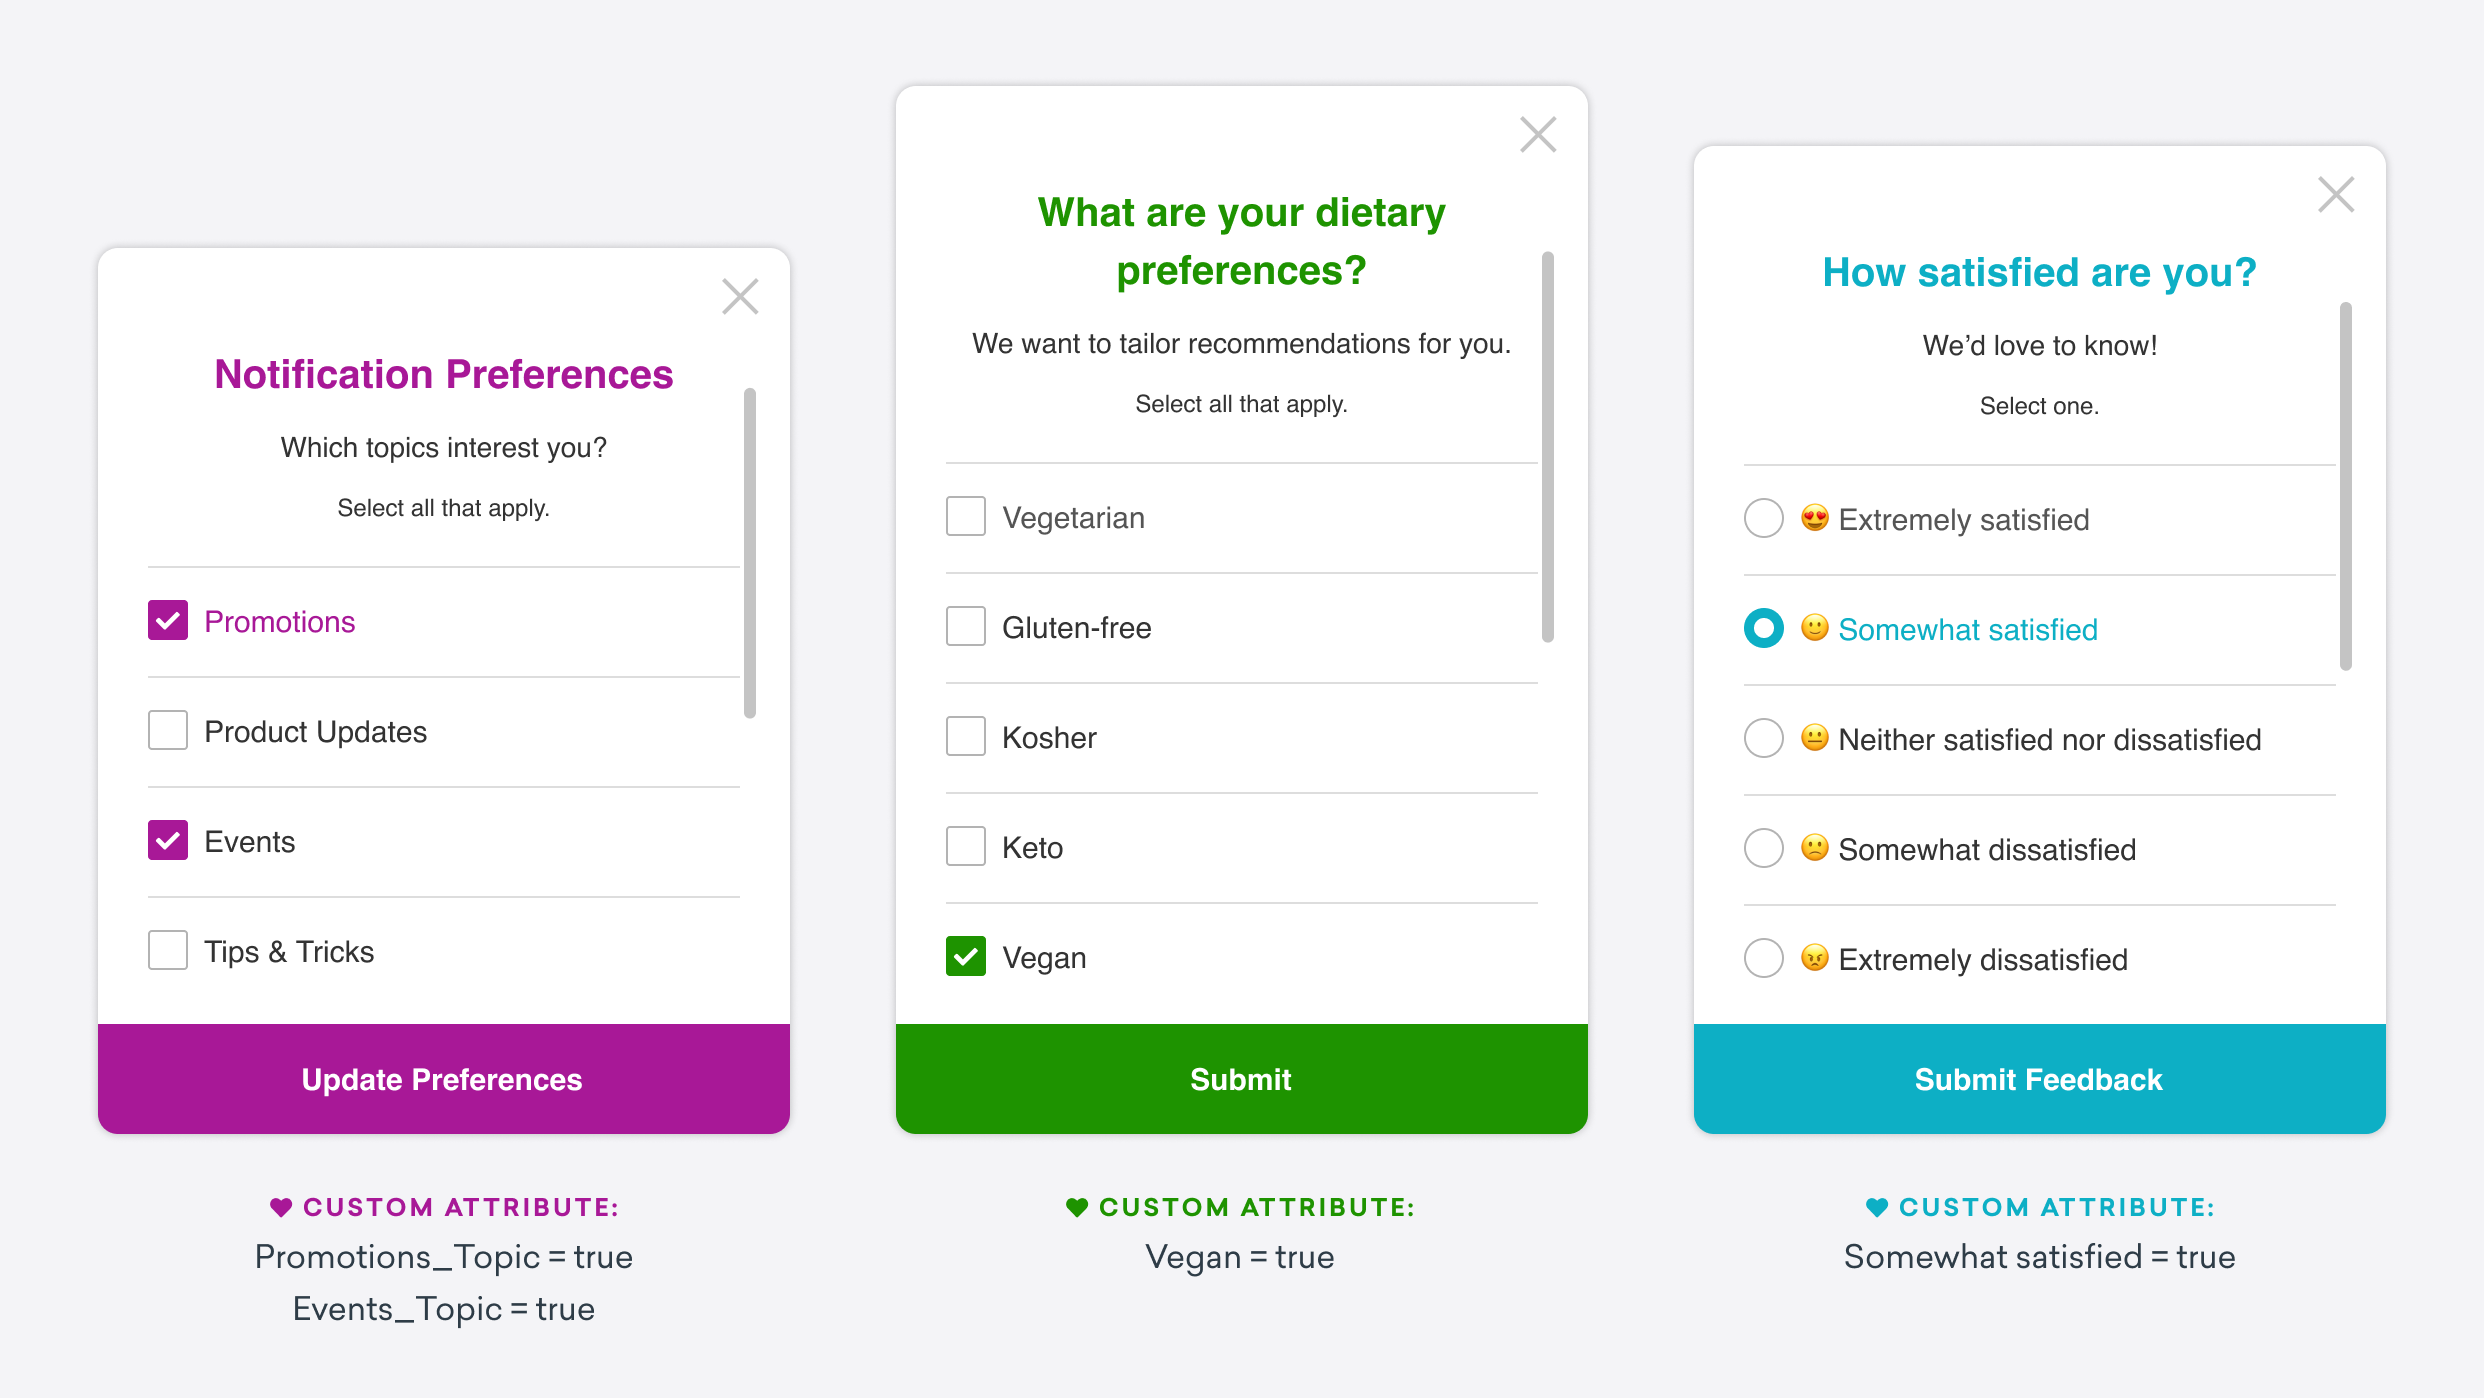 Notification Preferences
Which topics interest you?
Select all that apply.
Promotions
Product Updates
Events
Tips & Tricks
Update Preferences
CUSTOM ATTRIBUTE:
Promotions_Topic = true
Events_Topic = true
What are your dietary
preferences?
We want to tailor recommendations for you.
Select all that apply.
Vegetarian
Gluten-free
Kosher
Keto
Vegan
Submit
CUSTOM ATTRIBUTE:
Vegan = true
How satisfied are you?
We’d love to know!
Select one.
😍 Extremely satisfied
🙂 Somewhat satisfied
😐 Neither satisfied nor dissatisfied
🙁 Somewhat dissatisfied
😠 Extremely dissatisfied
Submit Feedback
CUSTOM ATTRIBUTE:
Somewhat satisfied = true